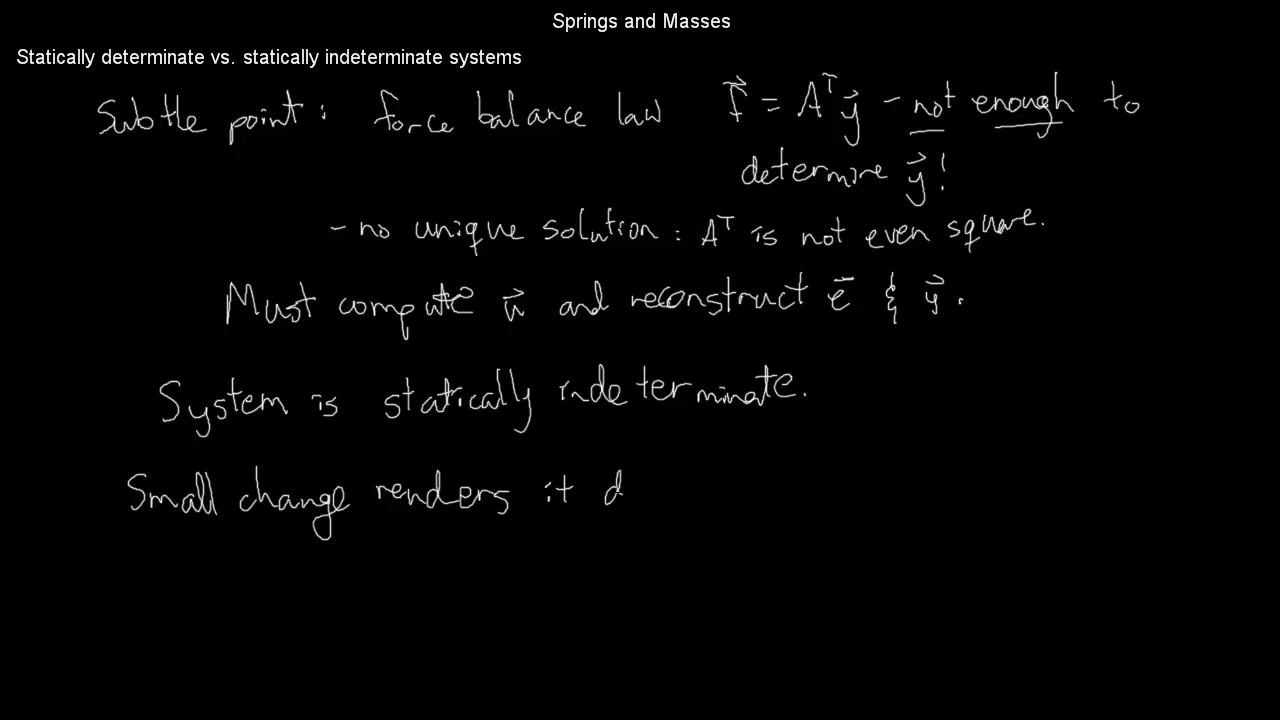 Springs and Masses
Statically determinate vs. statically indeterminate systems
Subtle point: force balance law f⃗ = Aᵀy⃗ - not enough to
determine y⃗!
- no unique solution: Aᵀ is not even square.
Must compute u⃗ and reconstruct e⃗ & y⃗.
System is statically indeterminate.
Small change renders it d